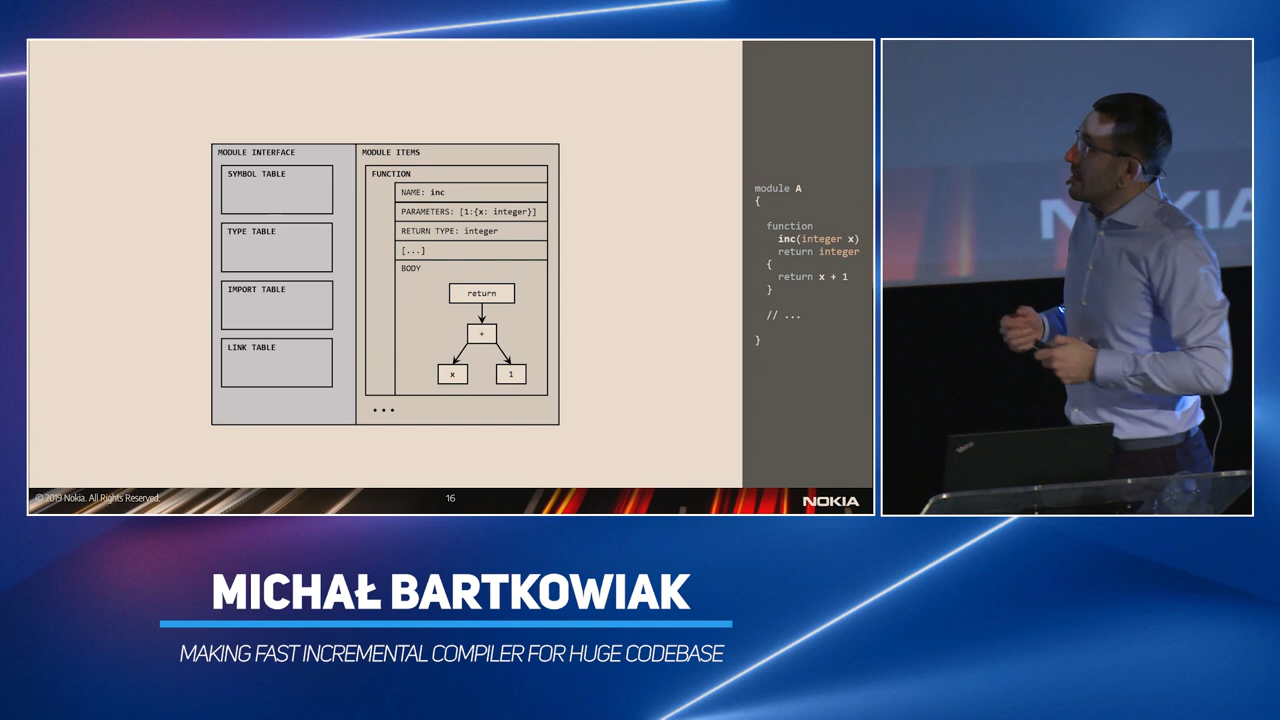 MODULE INTERFACE
SYMBOL TABLE
TYPE TABLE
IMPORT TABLE
LINK TABLE
MODULE ITEMS
FUNCTION
NAME: inc
PARAMETERS: [1:{x: integer}]
RETURN TYPE: integer
[...]
BODY
return
+
x
1
...
module A
{
function
inc(integer x)
return integer
{
return x + 1
}
// ...
}
© 2019 Nokia. All Rights Reserved.
16
NOKIA
NOKIA
MICHAŁ BARTKOWIAK
MAKING FAST INCREMENTAL COMPILER FOR HUGE CODEBASE